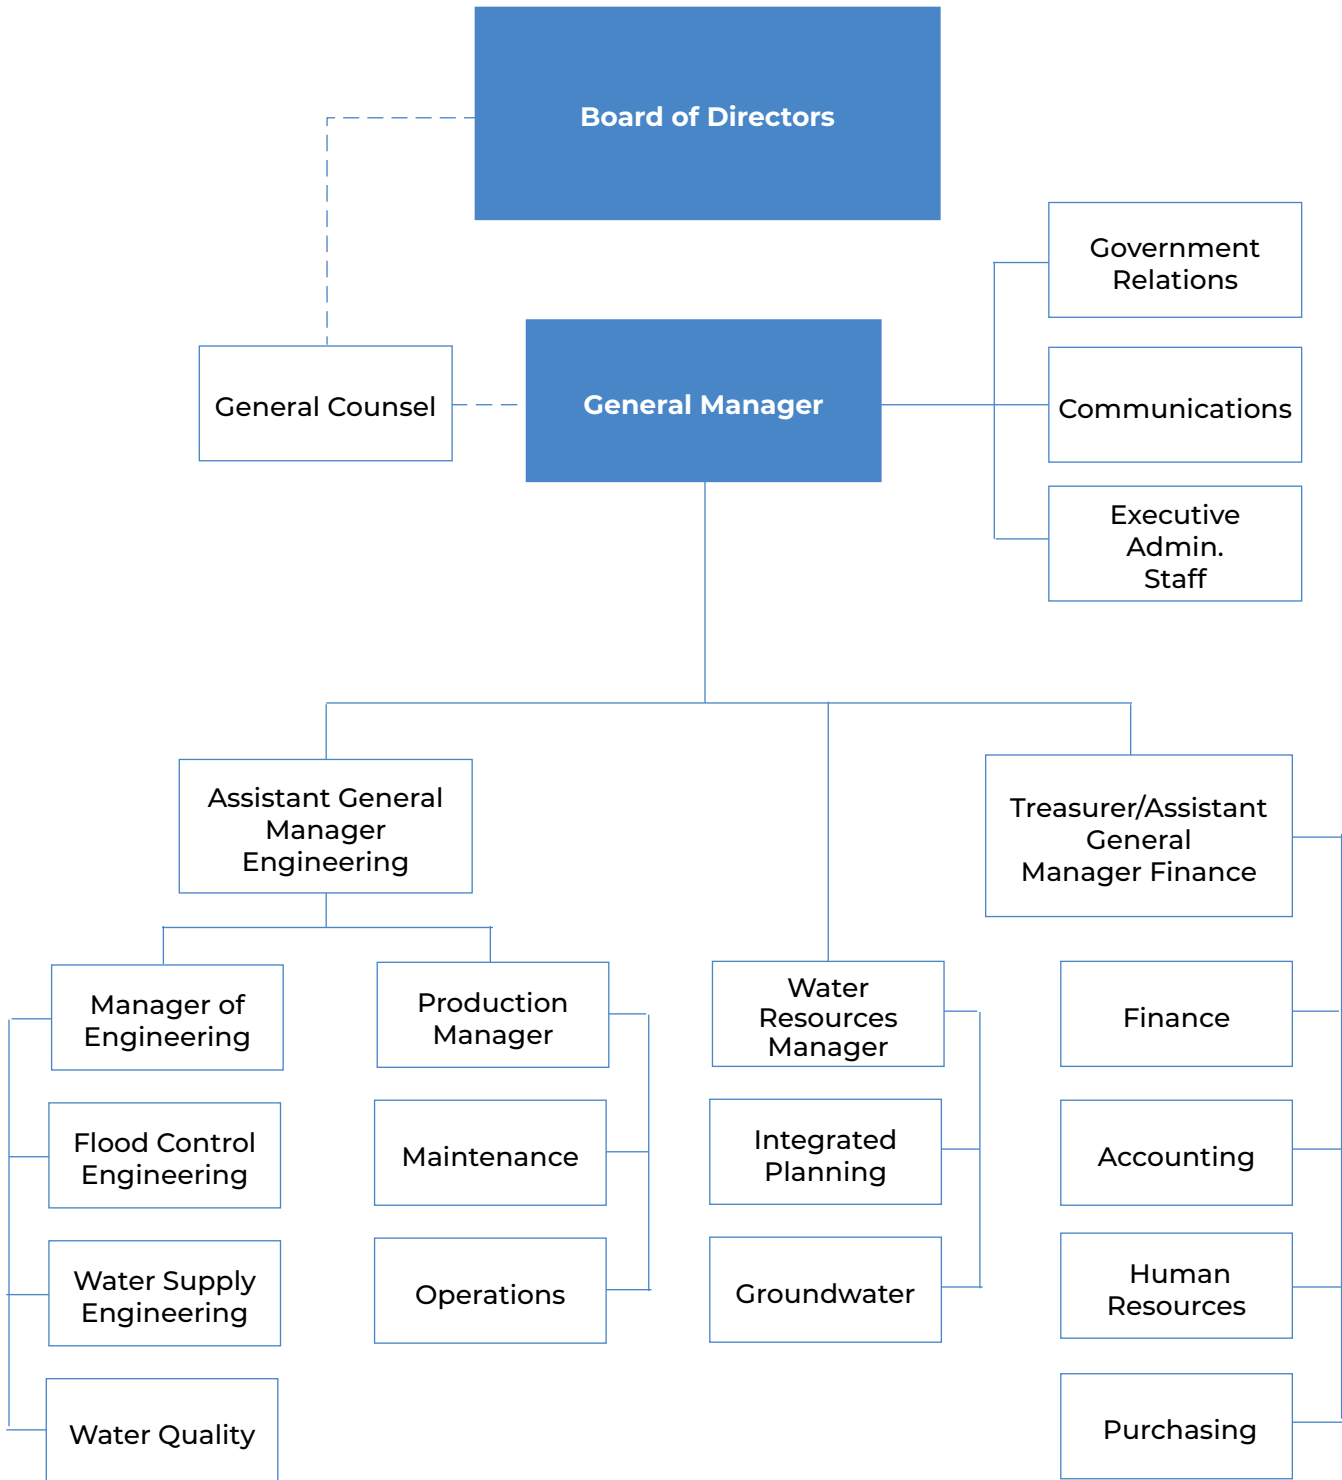 Board of Directors
Government
Relations
General Counsel
General Manager
Communications
Executive
Admin.
Staff
Assistant General
Manager
Engineering
Treasurer/Assistant
General
Manager Finance
Manager of
Engineering
Production
Manager
Water
Resources
Manager
Finance
Flood Control
Engineering
Maintenance
Integrated
Planning
Accounting
Water Supply
Engineering
Operations
Groundwater
Human
Resources
Water Quality
Purchasing